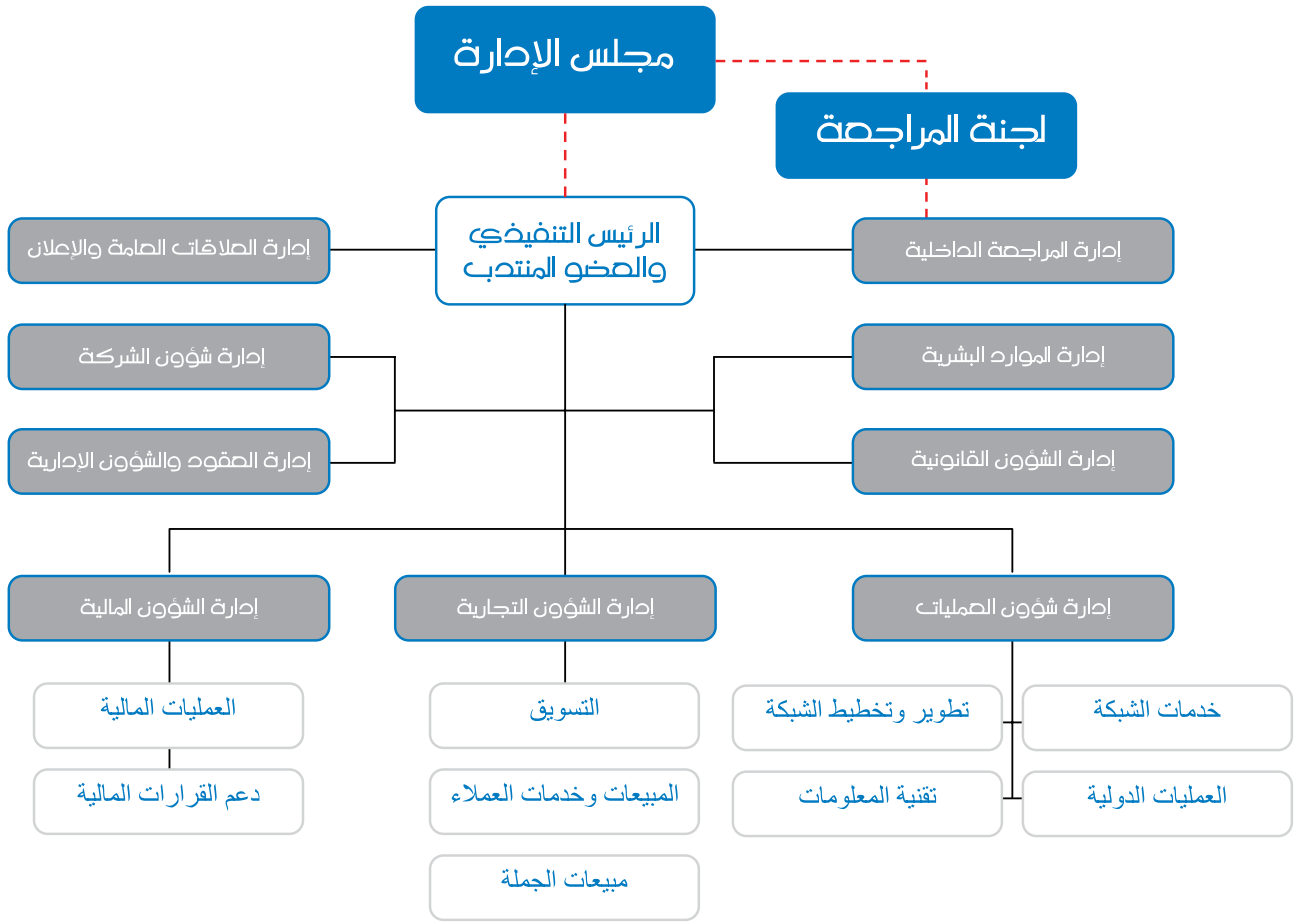 مجلس الإدارة
لجنة المراجعة
الرئيس التنفيذي
والعضو المنتدب
إدارة المراجعة الداخلية
إدارة العلاقات العامة والإعلان
إدارة الموارد البشرية
إدارة شؤون الشركة
إدارة الشؤون القانونية
إدارة العقود والشؤون الإدارية
إدارة شؤون العمليات
إدارة الشؤون التجارية
إدارة الشؤون المالية
خدمات الشبكة
تطوير وتخطيط الشبكة
التسويق
العمليات المالية
العمليات الدولية
تقنية المعلومات
المبيعات وخدمات العملاء
دعم القرارات المالية
مبيعات الجملة